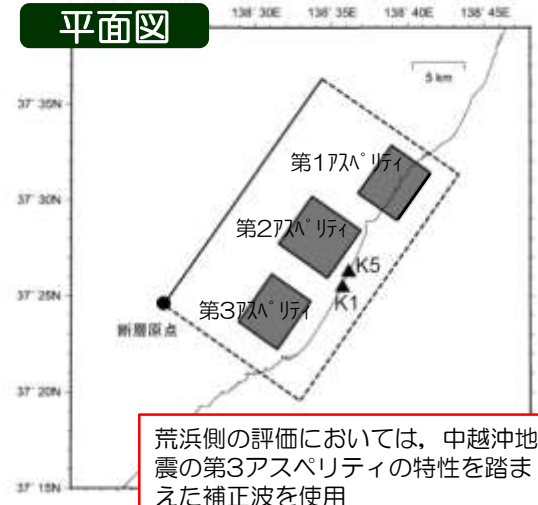 平面図
138° 30E 138° 35E 138° 40E 138° 45E
5 km
37° 35N
第1ｱｽﾍﾟﾘﾃｨ
37° 30N
第2ｱｽﾍﾟﾘﾃｨ
K5
37° 25N
第3ｱｽﾍﾟﾘﾃｨ
K1
断層原点
37° 20N
荒浜側の評価においては，中越沖地
震の第3アスペリティの特性を踏ま
えた補正波を使用
37° 15N